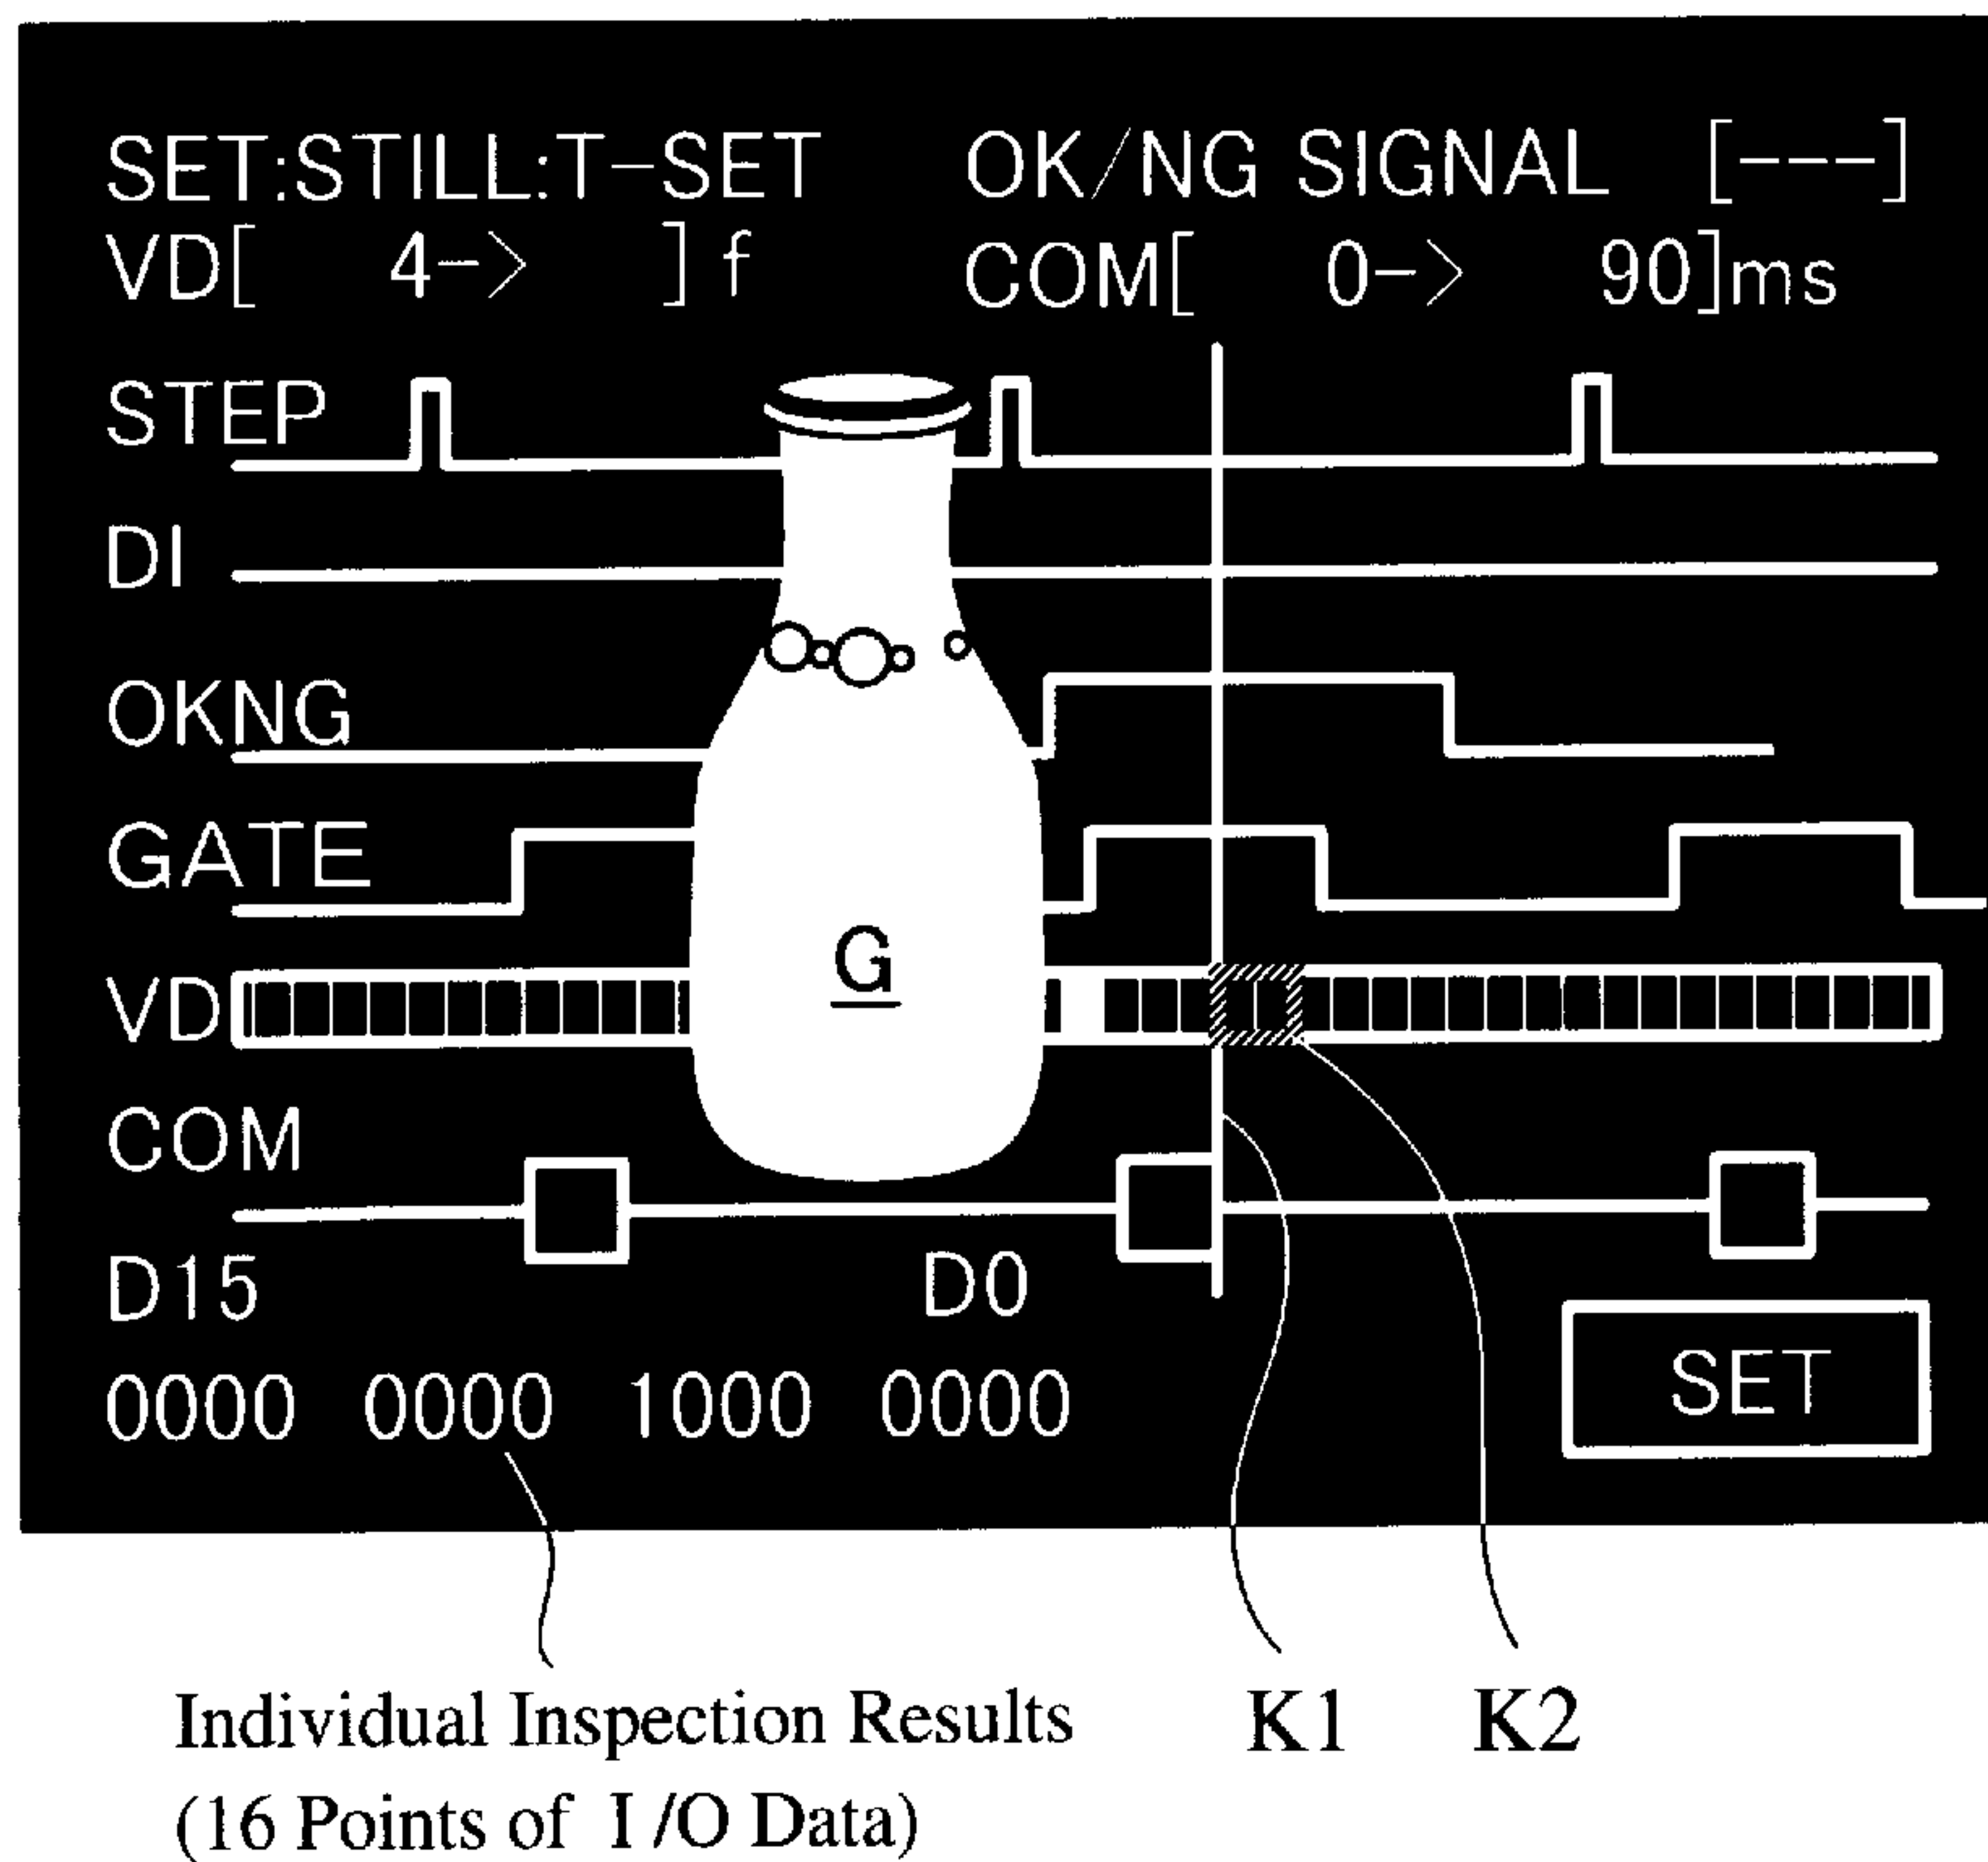 SET:STILL:T-SET OK/NG SIGNAL [---]
VD[ 4-> ]f COM[ 0-> 90]ms
STEP
DI
OKNG
GATE
G
VD
COM
D15 D0
0000 0000 1000 0000
SET
Individual Inspection Results K1 K2
(16 Points of I/O Data)